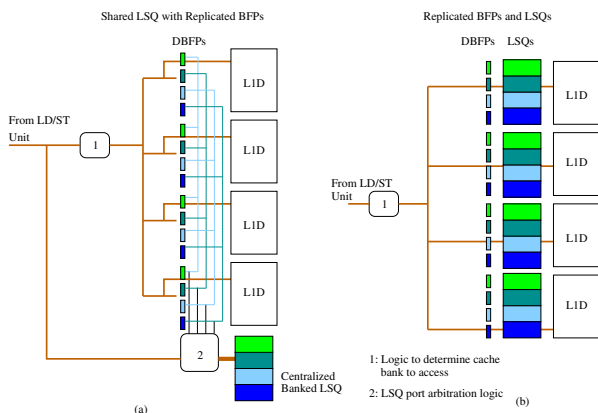 Shared LSQ with Replicated BFPs
DBFPs
L1D
L1D
L1D
L1D
From LD/ST
Unit
1
2
Centralized
Banked LSQ
(a)
Replicated BFPs and LSQs
DBFPs LSQs
L1D
L1D
L1D
L1D
From LD/ST
Unit
1
1: Logic to determine cache
bank to access
2: LSQ port arbitration logic
(b)